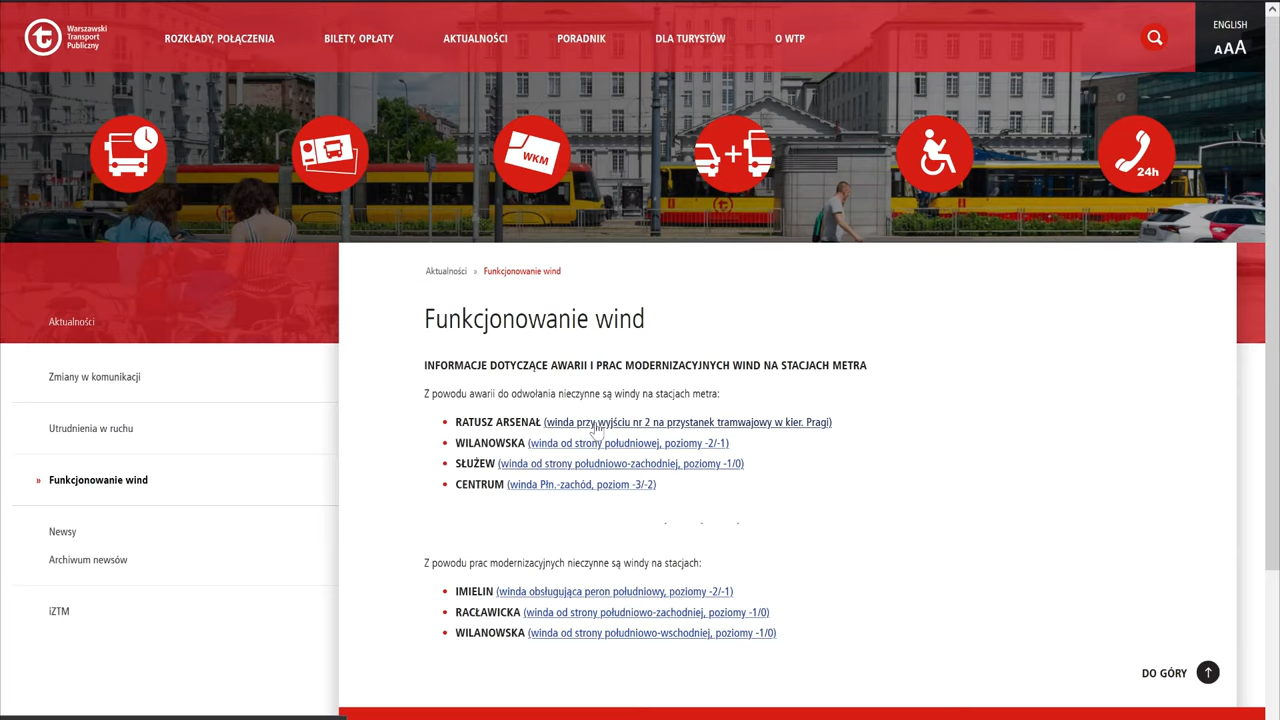 Warszawski
Transport
Publiczny
ROZKŁADY, POŁĄCZENIA
BILETY, OPŁATY
AKTUALNOŚCI
PORADNIK
DLA TURYSTÓW
O WTP
ENGLISH
AAA
WKM
24h
Aktualności » Funkcjonowanie wind
Aktualności
Zmiany w komunikacji
Utrudnienia w ruchu
» Funkcjonowanie wind
Newsy
Archiwum newsów
iZTM
Funkcjonowanie wind
INFORMACJE DOTYCZĄCE AWARII I PRAC MODERNIZACYJNYCH WIND NA STACJACH METRA
Z powodu awarii do odwołania nieczynne są windy na stacjach metra:
• RATUSZ ARSENAŁ (winda przy wyjściu nr 2 na przystanek tramwajowy w kier. Pragi)
• WILANOWSKA (winda od strony południowej, poziomy -2/-1)
• SŁUŻEW (winda od strony południowo-zachodniej, poziomy -1/0)
• CENTRUM (winda Płn.-zachód, poziom -3/-2)
Z powodu prac modernizacyjnych nieczynne są windy na stacjach:
• IMIELIN (winda obsługująca peron południowy, poziomy -2/-1)
• RACŁAWICKA (winda od strony południowo-zachodniej, poziomy -1/0)
• WILANOWSKA (winda od strony południowo-wschodniej, poziomy -1/0)
DO GÓRY